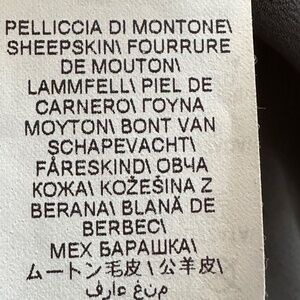 PELLICCIA DI MONTONE\
SHEEPSKIN\ FOURRURE
DE MOUTON\
LAMMFELL\ PIEL DE
CARNERO\ ΓΟΥΝΑ
ΜΟΥΤΟΝ\ BONT VAN
SCHAPEVACHT\
FÅRESKIND\ ОВЧА
КОЖА\ KOŽEŠINA Z
BERANA\ BLANĂ DE
BERBEC\
МЕХ БАРАШКА\
ムートン毛皮\公羊皮\